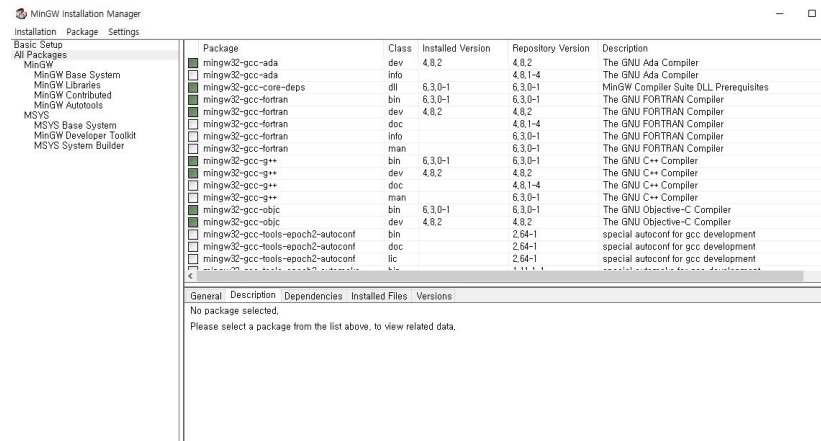 MinGW Installation Manager
Installation Package Settings
Basic Setup
All Packages
MinGW
MinGW Base System
MinGW Libraries
MinGW Contributed
MinGW Autotools
MSYS
MSYS Base System
MinGW Developer Toolkit
MSYS System Builder
Package Class Installed Version Repository Version Description
mingw32-gcc-ada dev 4,8,2 4,8,2 The GNU Ada Compiler
mingw32-gcc-ada info 4,8,1-4 The GNU Ada Compiler
mingw32-gcc-core-deps dll 6,3,0-1 6,3,0-1 MinGW Compiler Suite DLL Prerequisites
mingw32-gcc-fortran bin 6,3,0-1 6,3,0-1 The GNU FORTRAN Compiler
mingw32-gcc-fortran dev 4,8,2 4,8,2 The GNU FORTRAN Compiler
mingw32-gcc-fortran doc 4,8,1-4 The GNU FORTRAN Compiler
mingw32-gcc-fortran info 6,3,0-1 The GNU FORTRAN Compiler
mingw32-gcc-fortran man 6,3,0-1 The GNU FORTRAN Compiler
mingw32-gcc-g++ bin 6,3,0-1 6,3,0-1 The GNU C++ Compiler
mingw32-gcc-g++ dev 4,8,2 4,8,2 The GNU C++ Compiler
mingw32-gcc-g++ doc 4,8,1-4 The GNU C++ Compiler
mingw32-gcc-g++ man 6,3,0-1 The GNU C++ Compiler
mingw32-gcc-objc bin 6,3,0-1 6,3,0-1 The GNU Objective-C Compiler
mingw32-gcc-objc dev 4,8,2 4,8,2 The GNU Objective-C Compiler
mingw32-gcc-tools-epoch2-autoconf bin 2,64-1 special autoconf for gcc development
mingw32-gcc-tools-epoch2-autoconf doc 2,64-1 special autoconf for gcc development
mingw32-gcc-tools-epoch2-autoconf lic 2,64-1 special autoconf for gcc development
General Description Dependencies Installed Files Versions
No package selected,
Please select a package from the list above, to view related data,